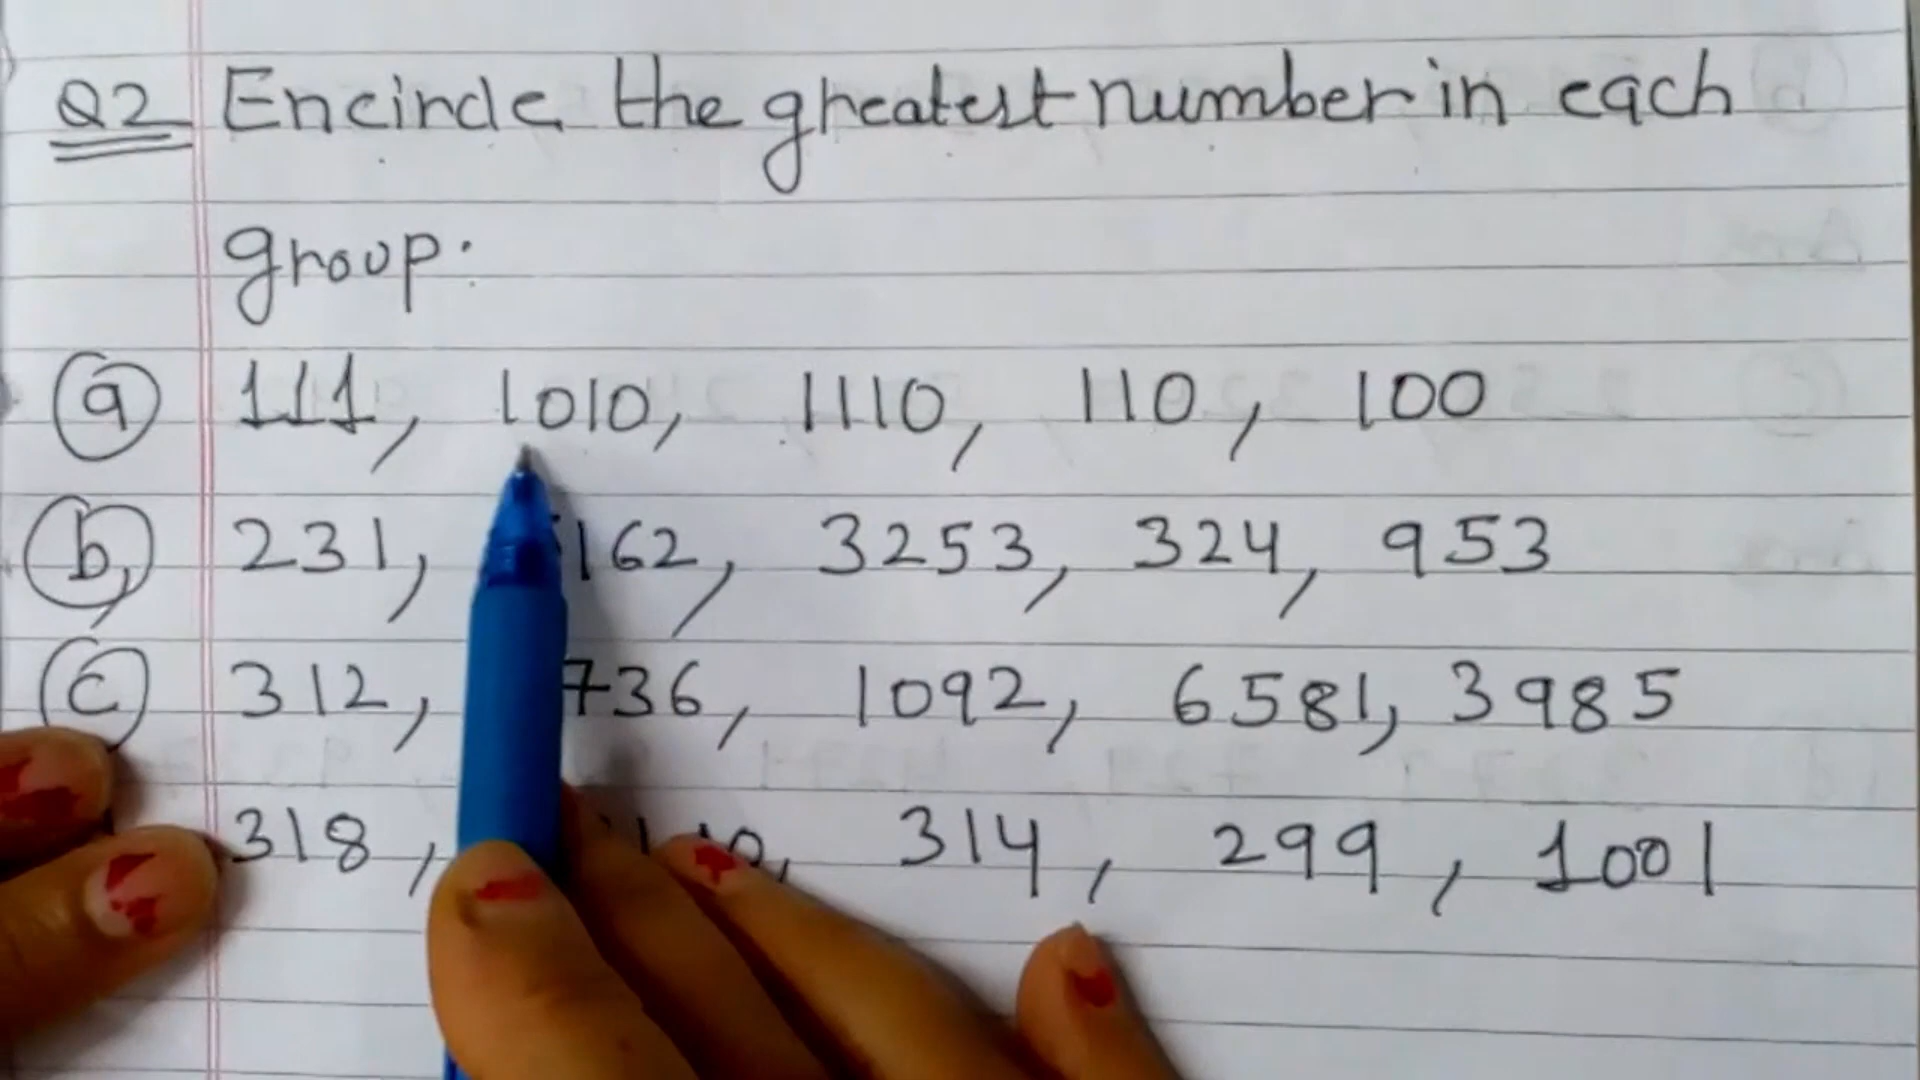 Q2 Encircle the greatest number in each
group.
a 111, 1010, 1110, 110, 100
b, 231, 162, 3253, 324, 953
c 312, 736, 1092, 6581, 3985
318, 314, 299, 1001